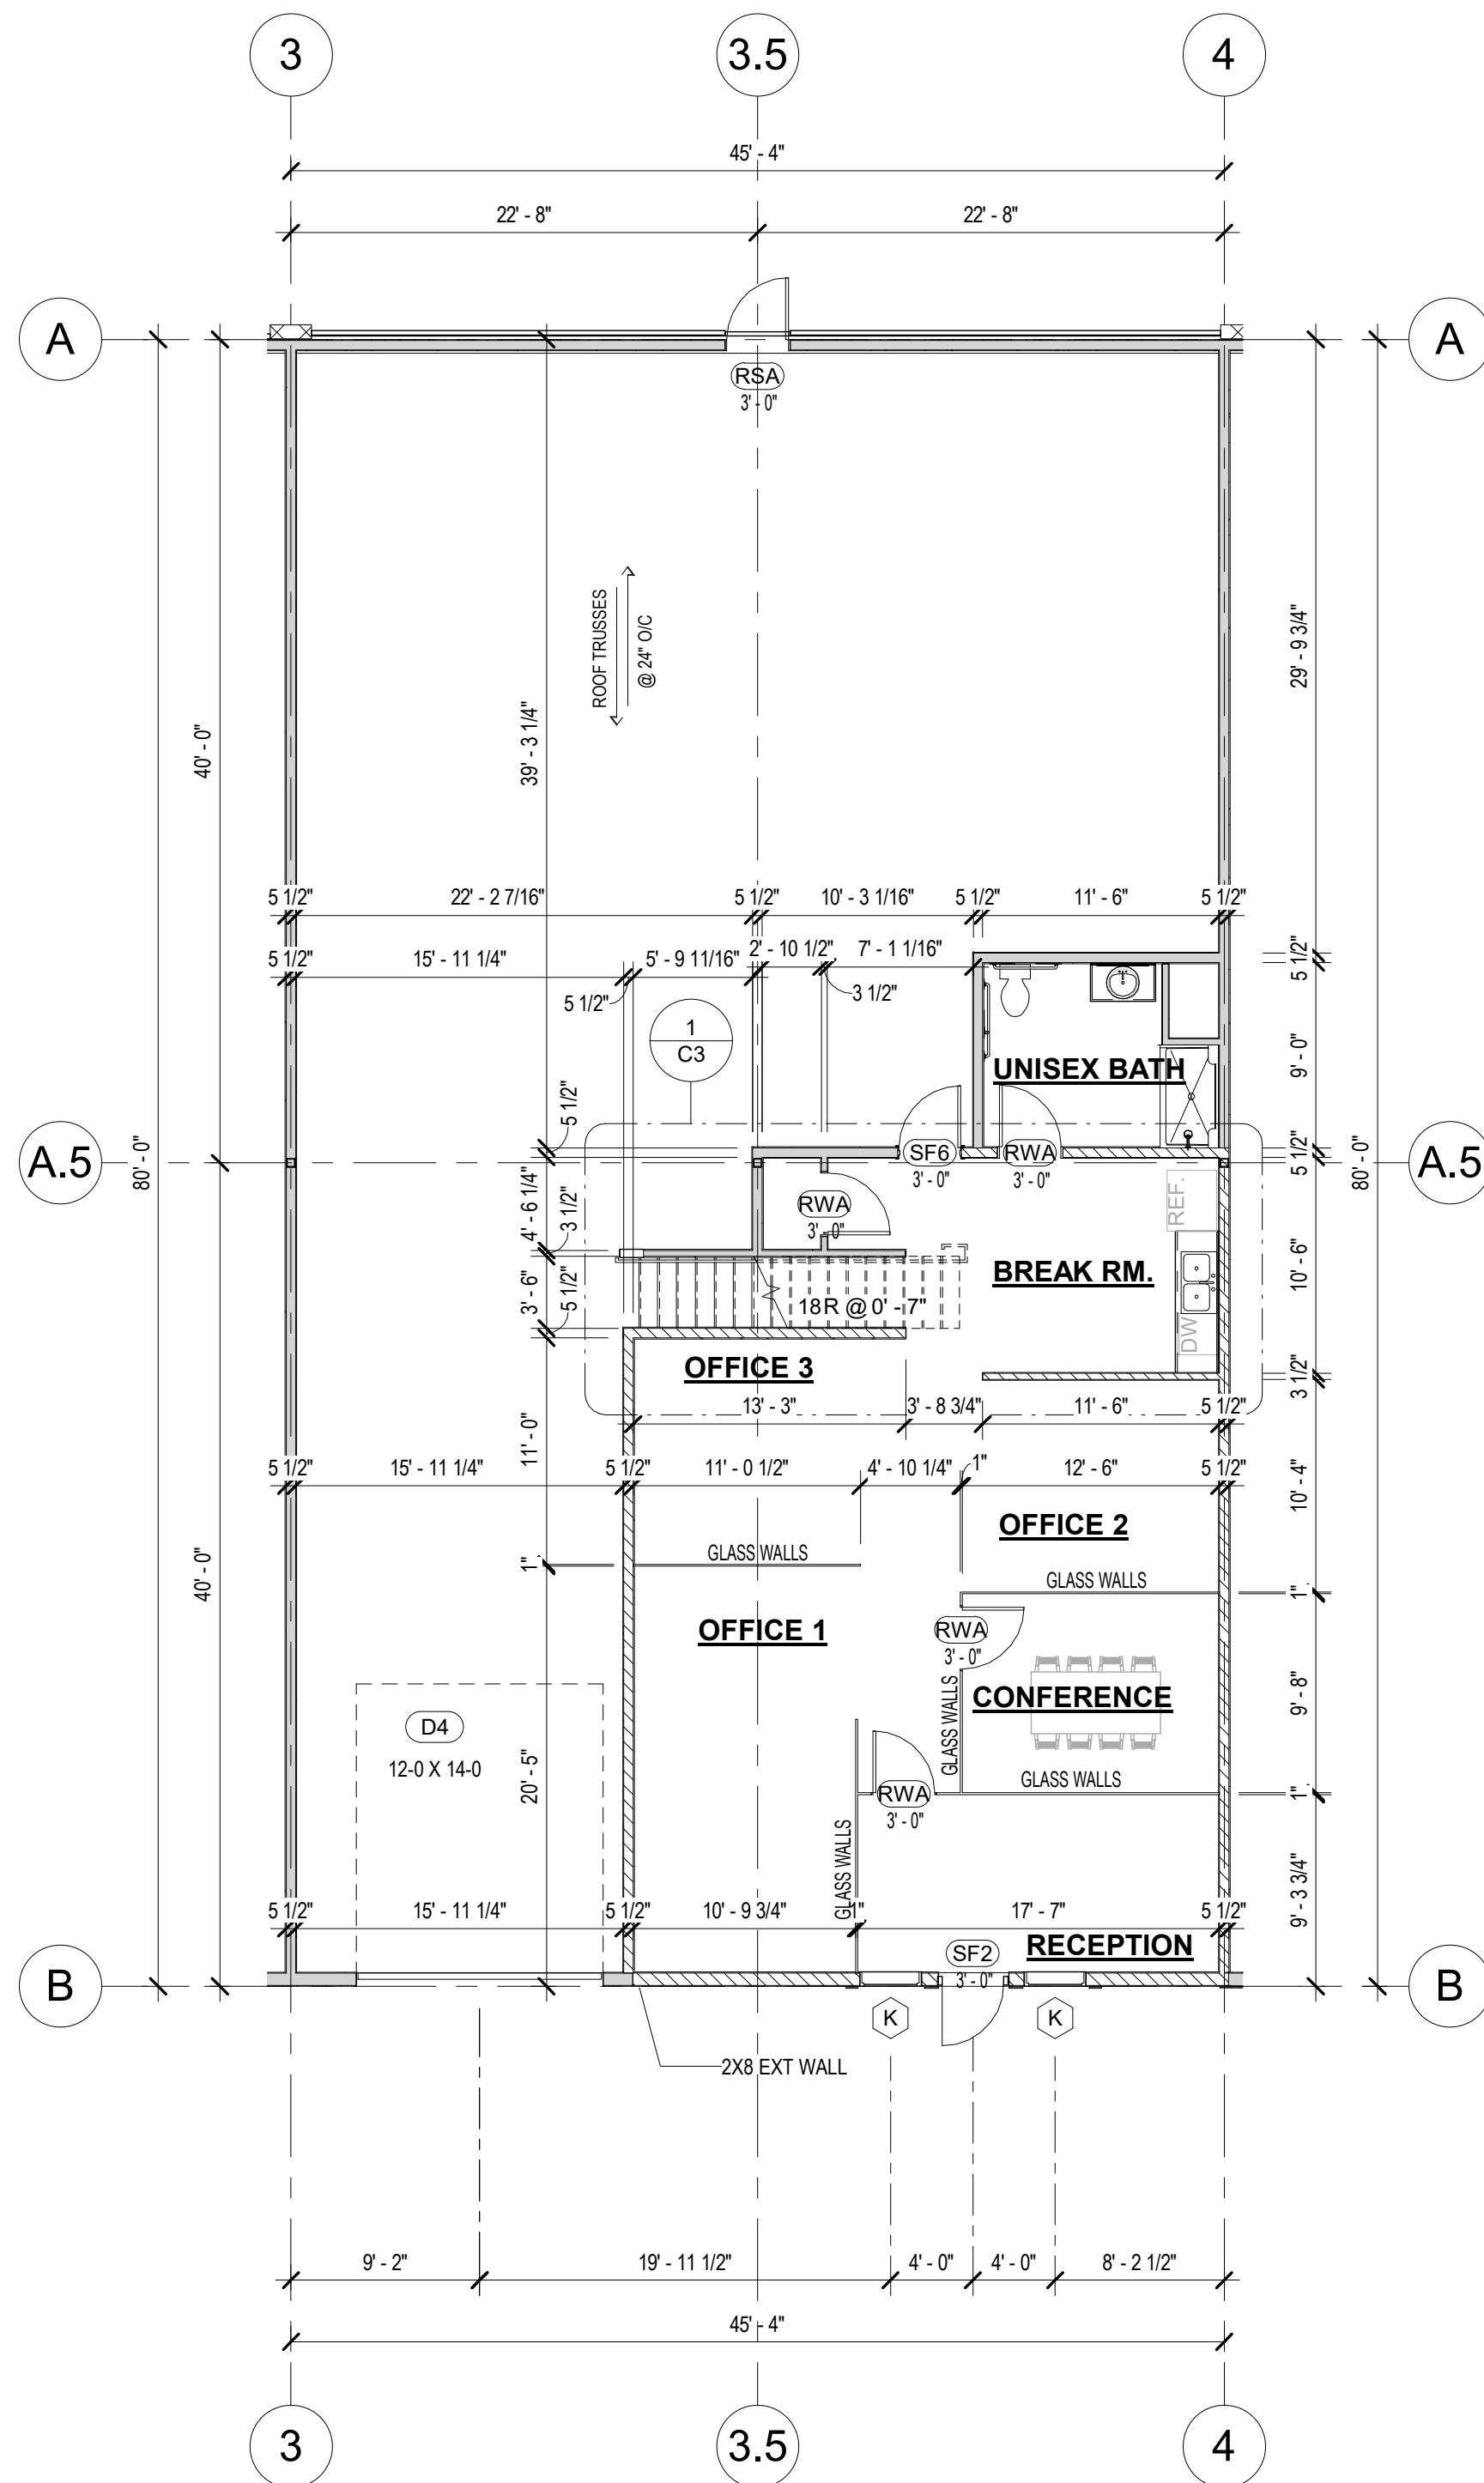 3
3.5
4
45' - 4"
22' - 8"
22' - 8"
A
A
RSA
3' - 0"
ROOF TRUSSES
@ 24" O/C
29' - 9 3/4"
40' - 0"
39' - 3 1/4"
5 1/2"
22' - 2 7/16"
5 1/2"
10' - 3 1/16"
5 1/2"
11' - 6"
5 1/2"
5 1/2"
15' - 11 1/4"
5' - 9 11/16"
2' - 10 1/2"
7' - 1 1/16"
5 1/2"
5 1/2"
3 1/2"
1
C3
UNISEX BATH
9' - 0"
5 1/2"
A.5
80' - 0"
SF6
3' - 0"
RWA
3' - 0"
5 1/2"
80' - 0"
A.5
4' - 6 1/4"
3 1/2"
RWA
3' - 0"
REF.
BREAK RM.
10' - 6"
3' - 6"
5 1/2"
18R @ 0' - 7"
DW
OFFICE 3
3 1/2"
13' - 3"
3' - 8 3/4"
11' - 6"
5 1/2"
11' - 0"
5 1/2"
15' - 11 1/4"
5 1/2"
11' - 0 1/2"
4' - 10 1/4"
1"
12' - 6"
5 1/2"
10' - 4"
OFFICE 2
40' - 0"
1"
GLASS WALLS
GLASS WALLS
1"
OFFICE 1
RWA
3' - 0"
CONFERENCE
9' - 8"
D4
12-0 X 14-0
20' - 5"
GLASS WALLS
GLASS WALLS
1"
RWA
3' - 0"
GLASS WALLS
9' - 3 3/4"
5 1/2"
15' - 11 1/4"
5 1/2"
10' - 9 3/4"
1"
17' - 7"
5 1/2"
SF2
3' - 0"
RECEPTION
B
B
K
K
2X8 EXT WALL
9' - 2"
19' - 11 1/2"
4' - 0"
4' - 0"
8' - 2 1/2"
45' - 4"
3
3.5
4